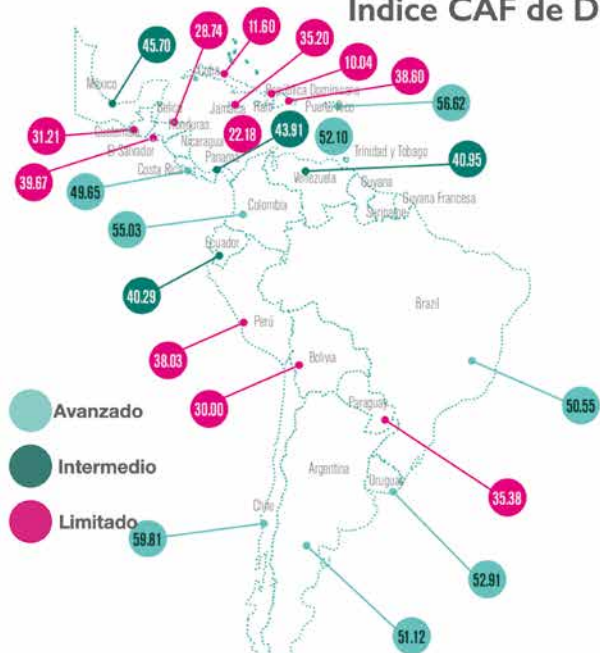 Indice CAF de D
28.74
11.60
35.20
45.70
Cuba
10.04
38.60
México
República Dominicana
56.62
Belice
Jamaica
Haití
Puerto Rico
Honduras
31.21
Guatemala
22.18
43.91
52.10
Nicaragua
El Salvador
Panamá
Trinidad y Tobago
40.95
39.67
Costa Rica
Venezuela
49.65
Guyana
Guyana Francesa
Colombia
Suriname
55.03
Ecuador
40.29
Brazil
Perú
38.03
Bolivia
30.00
Paraguay
50.55
Avanzado
Intermedio
Argentina
Uruguay
35.38
Chile
Limitado
59.81
52.91
51.12